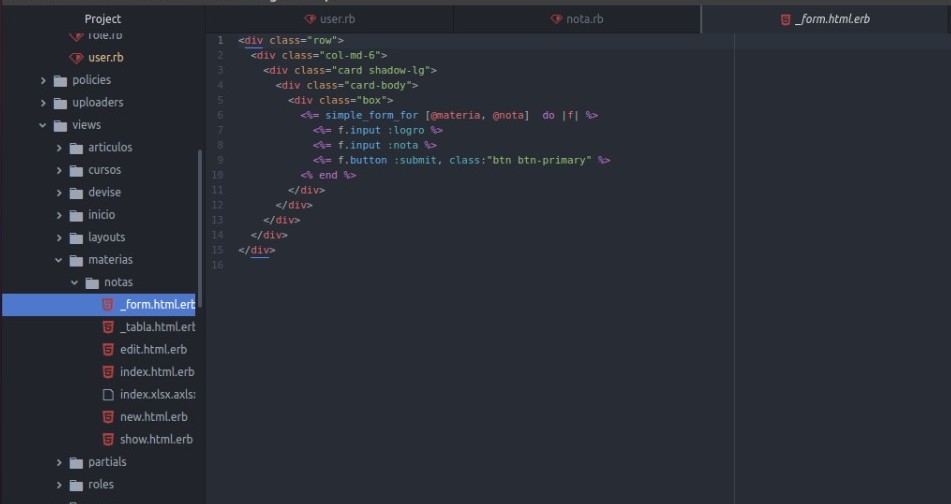 Project
role.rb
user.rb
policies
uploaders
views
articulos
cursos
devise
inicio
layouts
materias
notas
_form.html.erb
_tabla.html.erb
edit.html.erb
index.html.erb
index.xlsx.axls
new.html.erb
show.html.erb
partials
roles
user.rb
nota.rb
_form.html.erb
1 <div class="row">
2   <div class="col-md-6">
3     <div class="card shadow-lg">
4       <div class="card-body">
5         <div class="box">
6           <%= simple_form_for [@materia, @nota]  do |f| %>
7             <%= f.input :logro %>
8             <%= f.input :nota %>
9             <%= f.button :submit, class:"btn btn-primary" %>
10           <% end %>
11         </div>
12       </div>
13     </div>
14   </div>
15 </div>
16